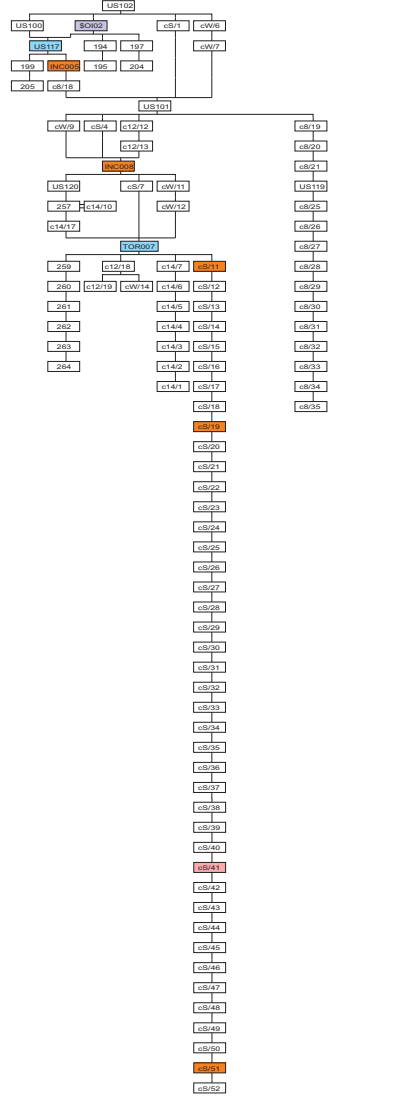 US102
US100 $OI02 cS/1 cW/6
US117 194 197 cW/7
199 INC005 195 204
205 c8/18
US101
cW/9 cS/4 c12/12 c8/19
c12/13 c8/20
INC008 c8/21
US120 cS/7 cW/11 US119
257 c14/10 cW/12 c8/25
c14/17 c8/26
TOR007 c8/27
259 c12/18 c14/7 cS/11 c8/28
260 c12/19 cW/14 c14/6 cS/12 c8/29
261 c14/5 cS/13 c8/30
262 c14/4 cS/14 c8/31
263 c14/3 cS/15 c8/32
264 c14/2 cS/16 c8/33
c14/1 cS/17 c8/34
cS/18 c8/35
cS/19
cS/20
cS/21
cS/22
cS/23
cS/24
cS/25
cS/26
cS/27
cS/28
cS/29
cS/30
cS/31
cS/32
cS/33
cS/34
cS/35
cS/36
cS/37
cS/38
cS/39
cS/40
cS/41
cS/42
cS/43
cS/44
cS/45
cS/46
cS/47
cS/48
cS/49
cS/50
cS/51
cS/52